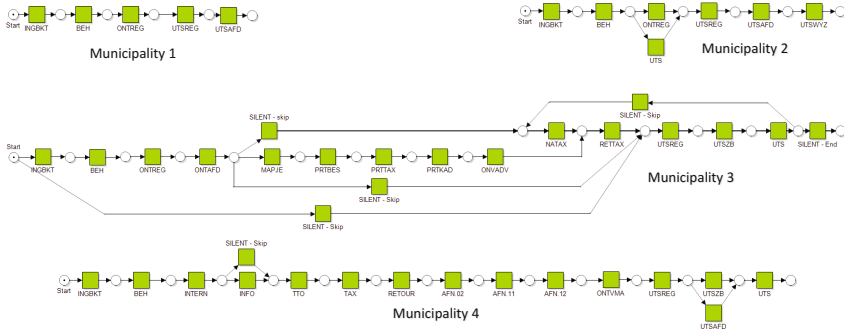 Start
INGBKT BEH ONTREG UTSREG UTSAFD
Municipality 1
Start
INGBKT BEH ONTREG UTSREG UTSAFD UTSWYZ
UTS
Municipality 2
SILENT - skip
SILENT - Skip
Start
NATAX RETTAX UTSREG UTSZB UTS SILENT - End
INGBKT BEH ONTREG ONTAFD MAPJE PRTBES PRTTAX PRTKAD ONVADV
Municipality 3
SILENT - Skip
SILENT - Skip
SILENT - Skip
Start
INGBKT BEH INTERN INFO TTO TAX RETOUR AFN.02 AFN.11 AFN.12 ONTVMA UTSREG UTSZB UTS
Municipality 4
UTSAFD